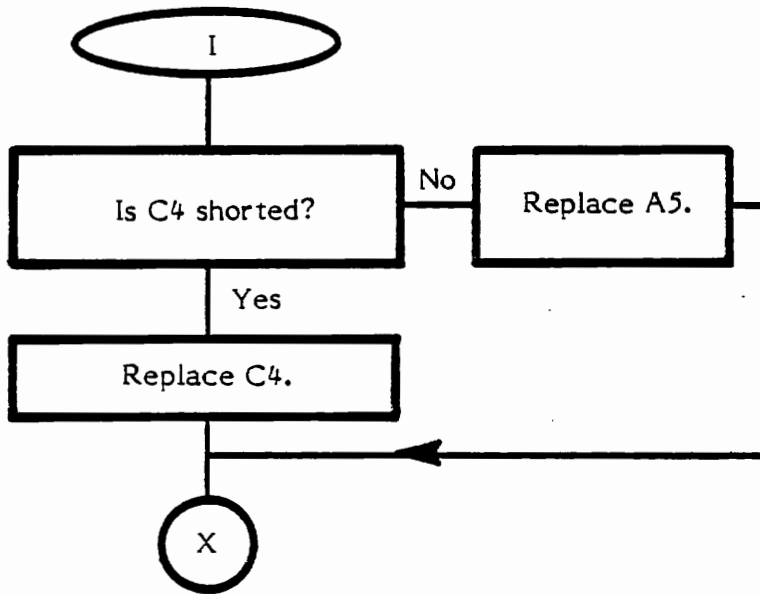 I
Is C4 shorted?
No
Replace A5.
Yes
Replace C4.
X